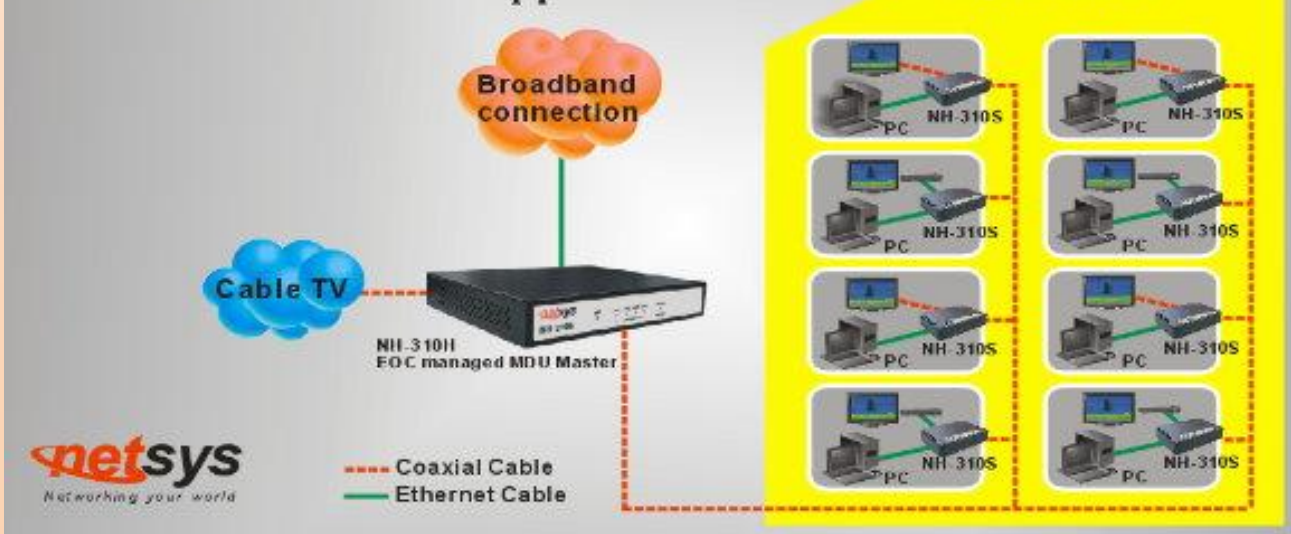 Broadband
connection
Cable TV
NH-310H
EOC managed MDU Master
netsys
netsys
Networking your world
Coaxial Cable
Ethernet Cable
PC
NH-310S
PC
NH-310S
PC
NH-310S
PC
NH-310S
PC
NH-310S
PC
NH-310S
PC
NH-310S
PC
NH-310S